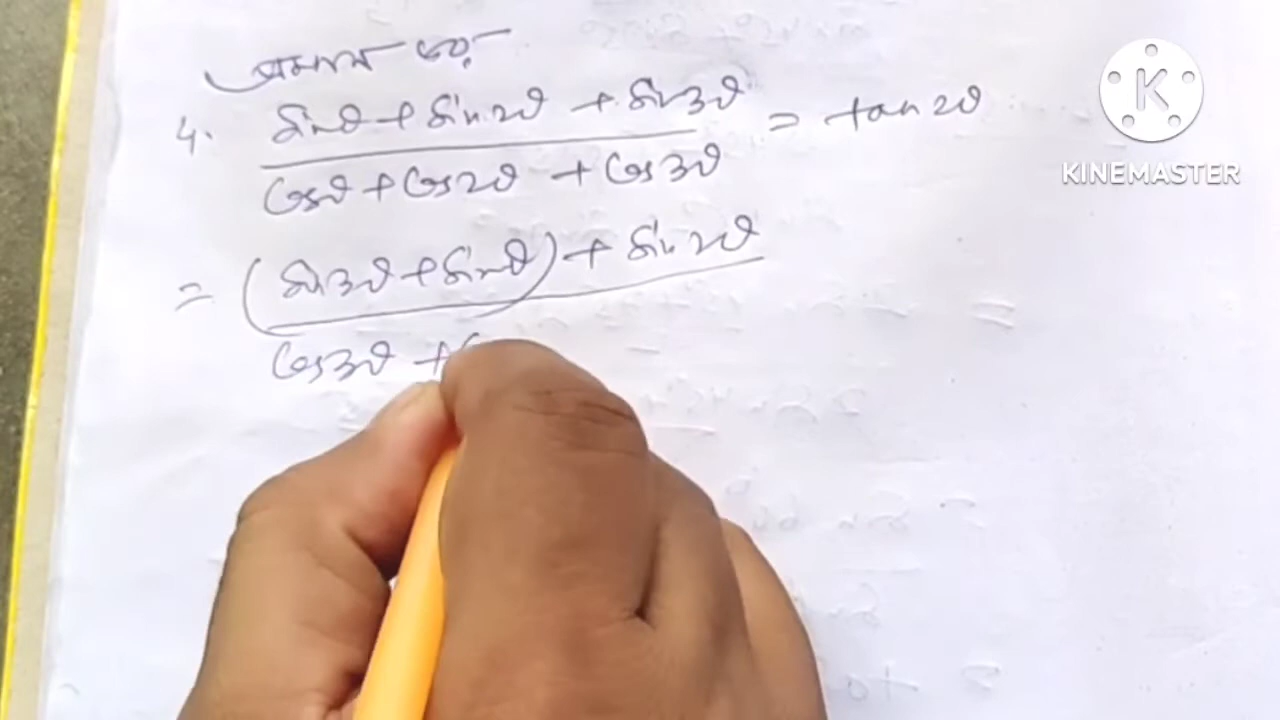 প্রমাণ কর
4. sinθ + sin2θ + sin3θ = tan2θ
cosθ + cos2θ + cos3θ
= (sin3θ + sinθ) + sin2θ
cos3θ +
KINEMASTER